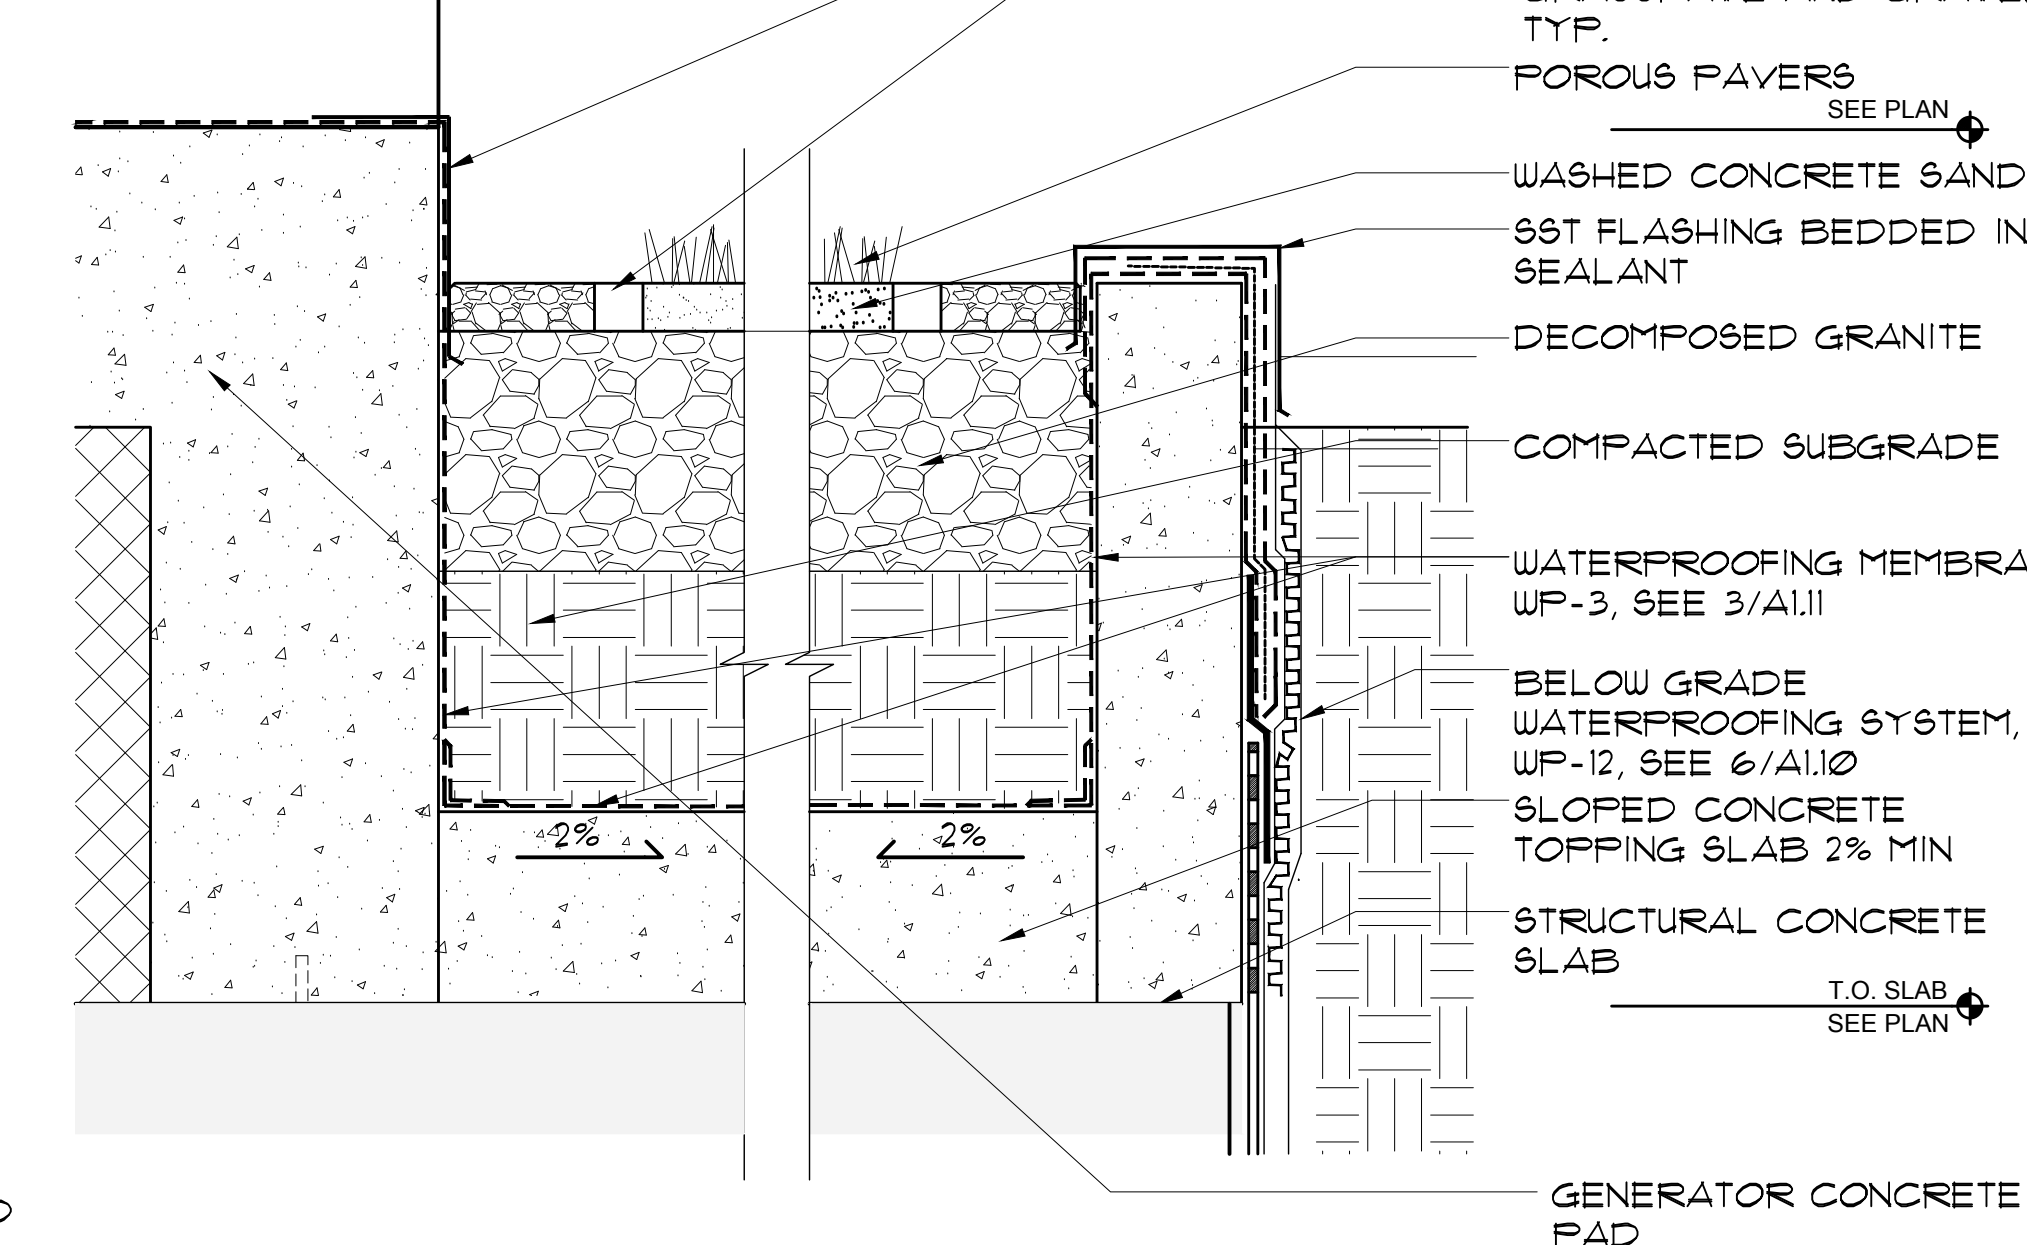 TYP.
POROUS PAVERS
SEE PLAN
WASHED CONCRETE SAND
SST FLASHING BEDDED IN
SEALANT
DECOMPOSED GRANITE
COMPACTED SUBGRADE
WATERPROOFING MEMBRA
WP-3, SEE 3/A1.11
BELOW GRADE
WATERPROOFING SYSTEM,
WP-12, SEE 6/A1.10
2%
2%
SLOPED CONCRETE
TOPPING SLAB 2% MIN
STRUCTURAL CONCRETE
SLAB
T.O. SLAB
SEE PLAN
GENERATOR CONCRETE
PAD